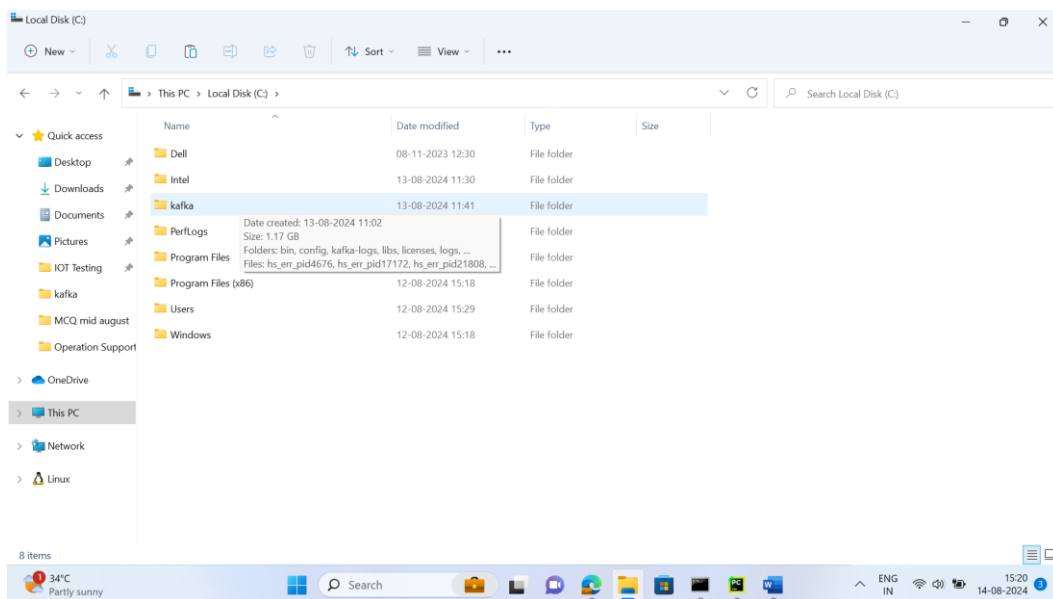 Local Disk (C:)
New
Sort
View
This PC > Local Disk (C:) >
Search Local Disk (C:)
Name Date modified Type Size
Quick access
Desktop
Downloads
Documents
Pictures
IOT Testing
kafka
MCQ mid august
Operation Support
OneDrive
This PC
Network
Linux
Dell 08-11-2023 12:30 File folder
Intel 13-08-2024 11:30 File folder
kafka 13-08-2024 11:41 File folder
PerfLogs File folder
Program Files File folder
Program Files (x86) 12-08-2024 15:18 File folder
Users 12-08-2024 15:29 File folder
Windows 12-08-2024 15:18 File folder
Date created: 13-08-2024 11:02
Size: 1.17 GB
Folders: bin, config, kafka-logs, libs, licenses, logs, ...
Files: hs_err_pid4676, hs_err_pid17172, hs_err_pid21808, ...
8 items
1
34°C
Partly sunny
Search
PC
W
ENG
IN
15:20
14-08-2024
3